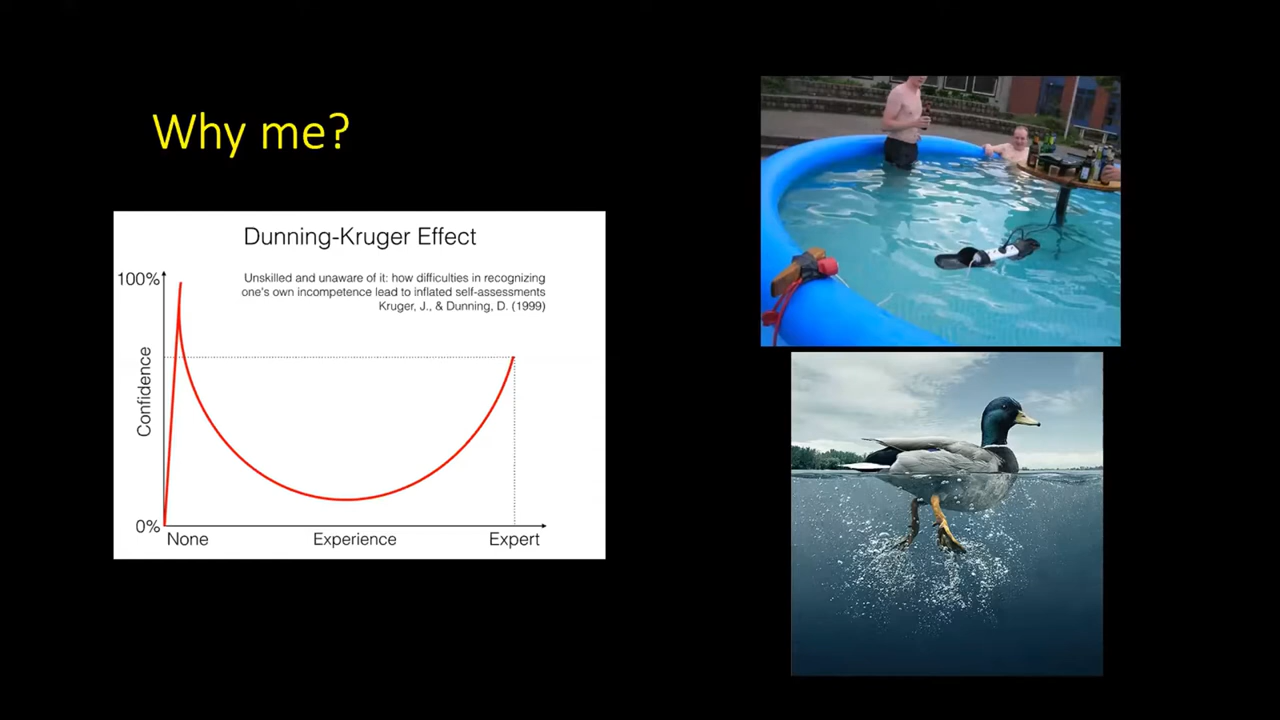 Why me?
Dunning-Kruger Effect
Unskilled and unaware of it: how difficulties in recognizing
one's own incompetence lead to inflated self-assessments
Kruger, J., & Dunning, D. (1999)
100%
Confidence
0%
None
Experience
Expert